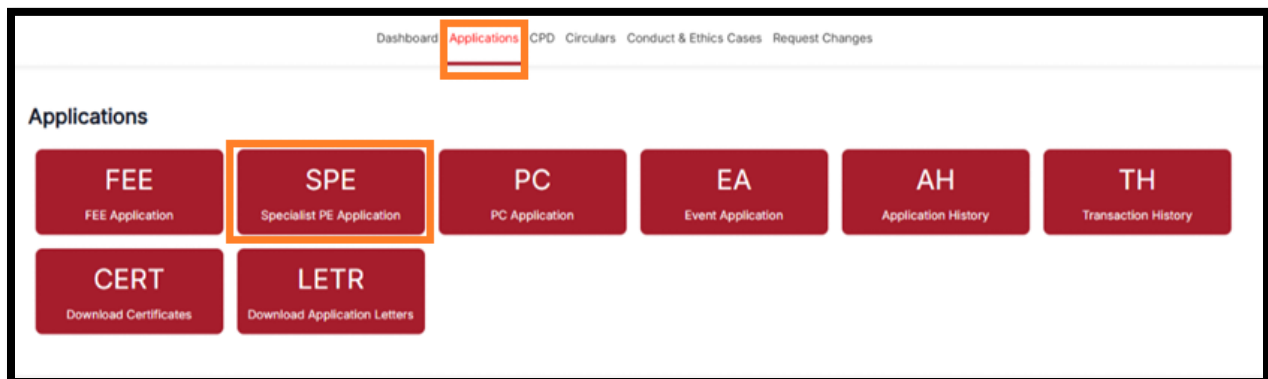 Dashboard Applications CPD Circulars Conduct & Ethics Cases Request Changes
Applications
FEE SPE PC EA AH TH
FEE Application Specialist PE Application PC Application Event Application Application History Transaction History
CERT LETR
Download Certificates Download Application Letters